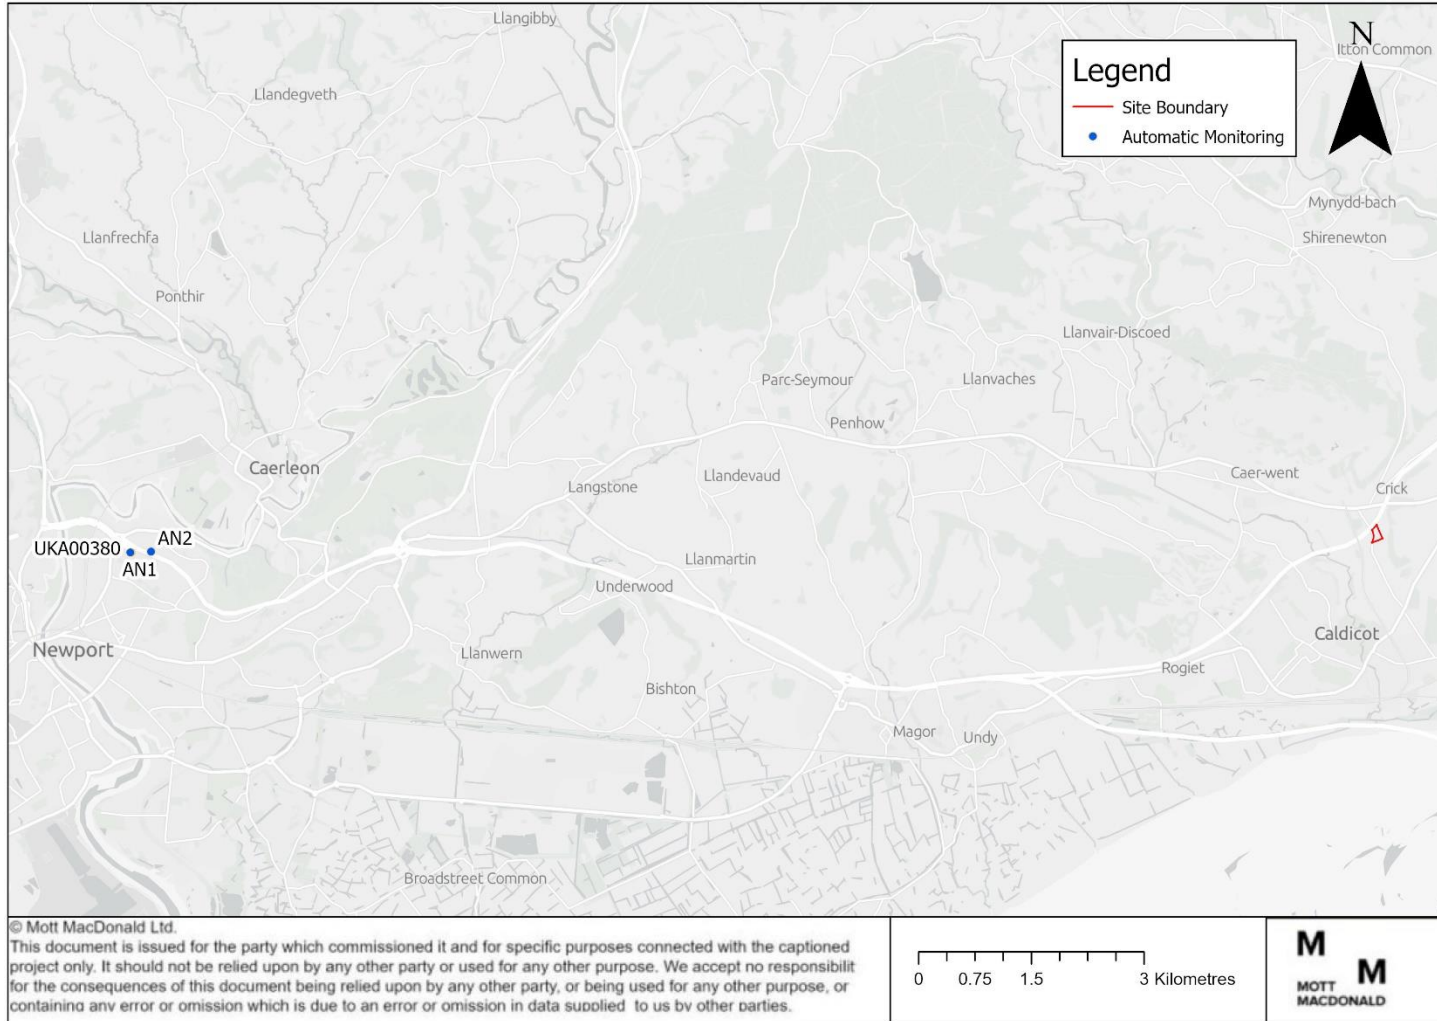 Llangibby
N
Itton Common
Legend
Site Boundary
Automatic Monitoring
Llandegveth
Mynydd-bach
Llanfrechfa
Shirenewton
Ponthir
Llanvair-Discoed
Parc-Seymour
Llanvaches
Penhow
Caerleon
Langstone
Llandevaud
Caer-went
Crick
UKA00380
AN2
AN1
Llanmartin
Underwood
Newport
Llanwern
Caldicot
Rogiet
Bishton
Magor
Undy
Broadstreet Common
© Mott MacDonald Ltd.
This document is issued for the party which commissioned it and for specific purposes connected with the captioned
project only. It should not be relied upon by any other party or used for any other purpose. We accept no responsibilit
for the consequences of this document being relied upon by any other party, or being used for any other purpose, or
containing any error or omission which is due to an error or omission in data supplied to us by other parties.
0 0.75 1.5 3 Kilometres
M
M
MOTT
MACDONALD